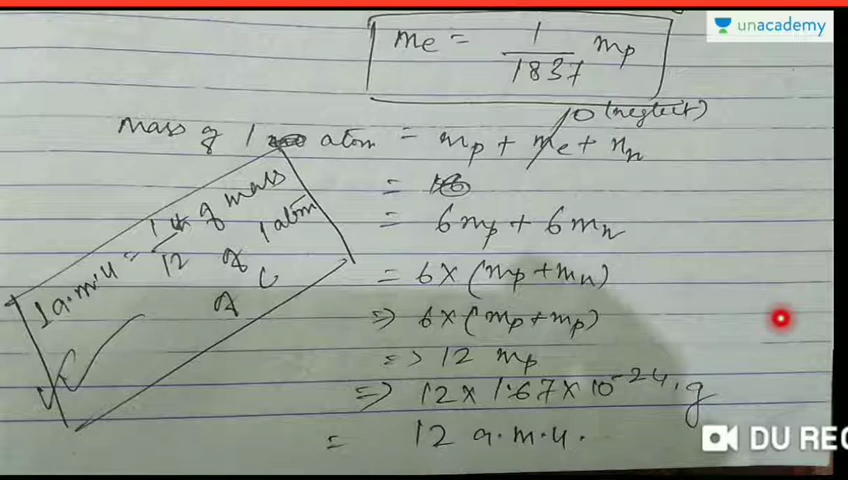 unacademy
me = 1/1837 mp
Mass of 1 atom = mp + me + nn
0 (neglect)
= 6mp + 6mn
= 6 × (mp + mn)
=> 6 × (mp + mp)
=> 12 mp
=> 12 × 1.67 × 10^-24 . g
= 12 a.m.u.
1 a.m.u = 1/12 of mass
of 1 atom
of C
DU REC